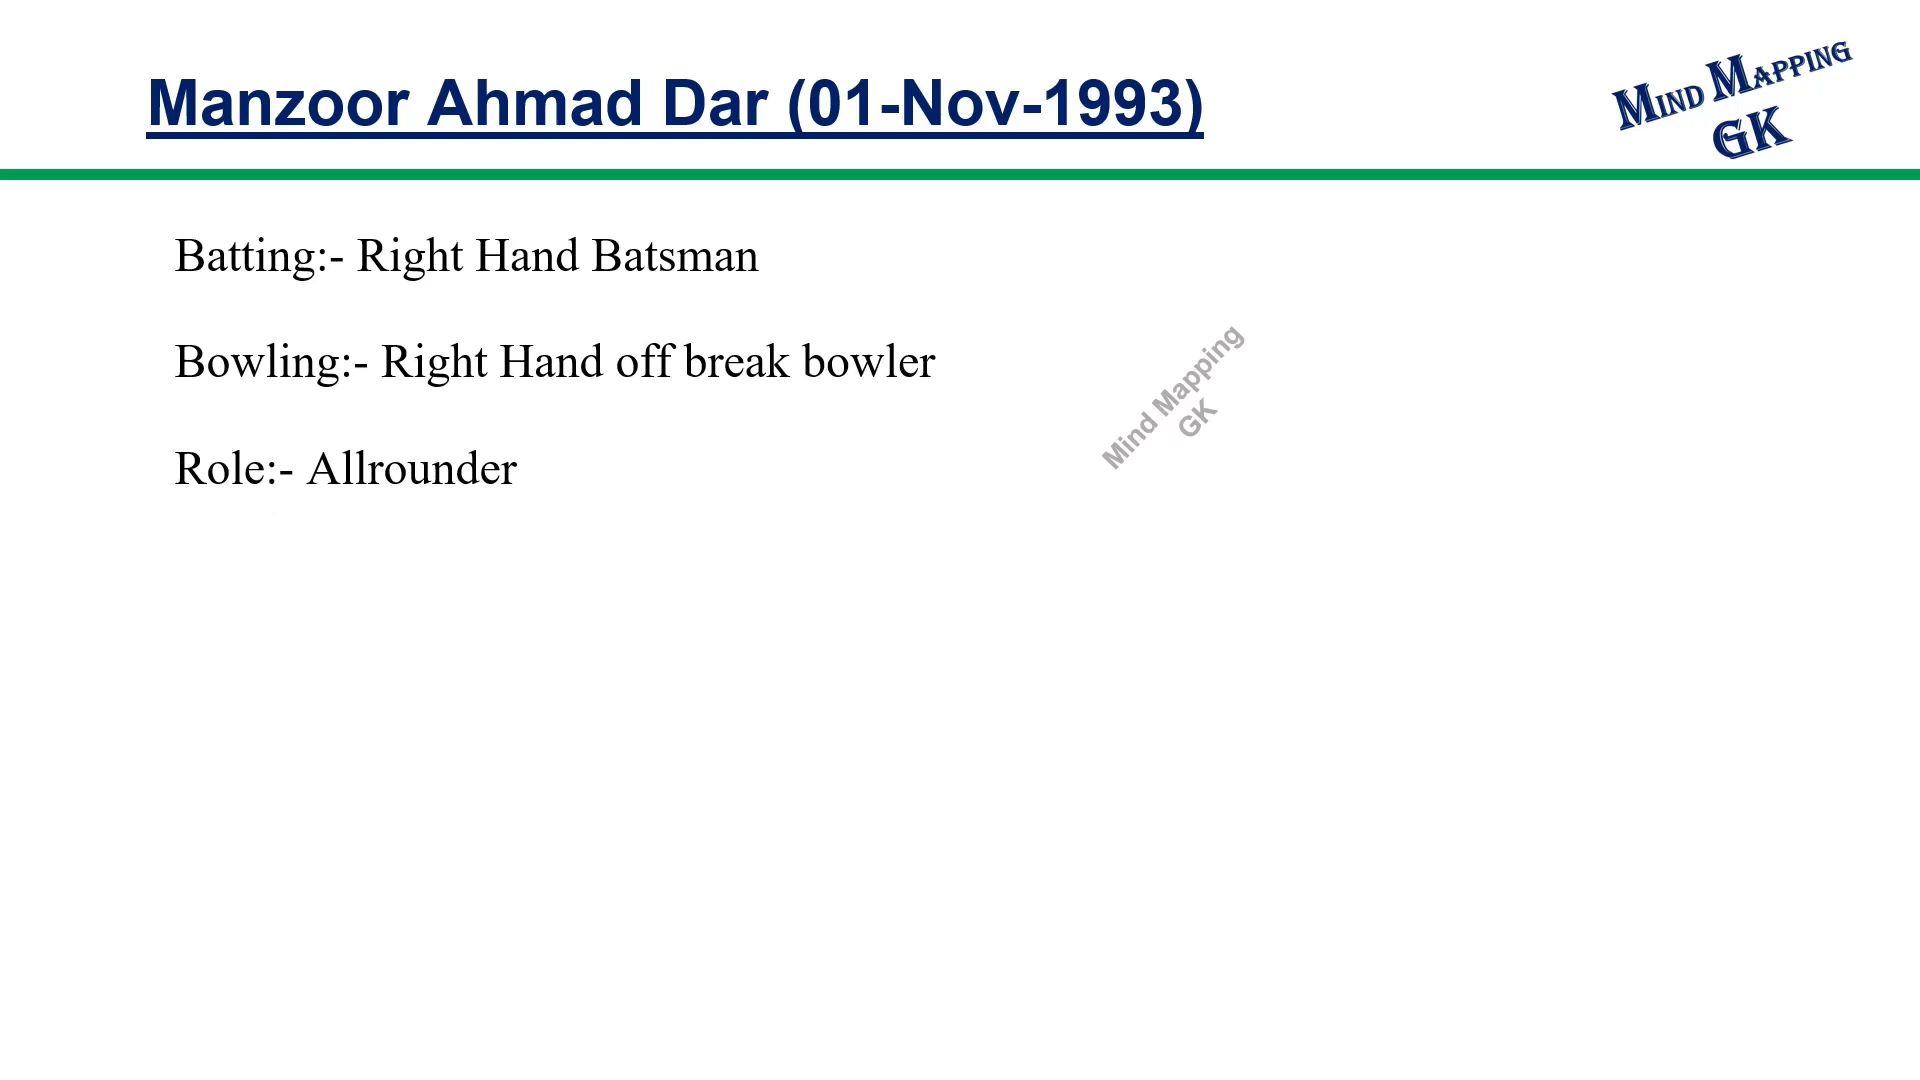 Manzoor Ahmad Dar (01-Nov-1993)
Mind Mapping
GK
Batting:- Right Hand Batsman
Bowling:- Right Hand off break bowler
Role:- Allrounder
Mind Mapping
GK